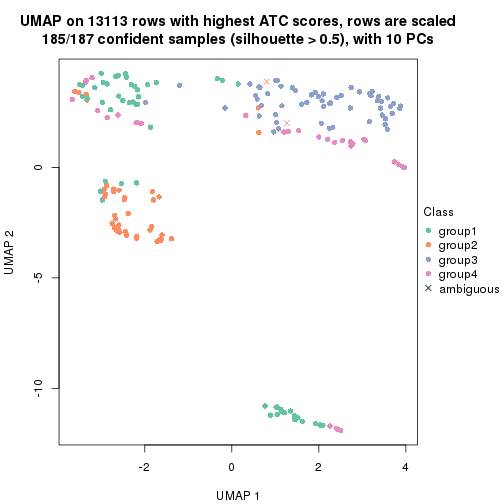 UMAP on 13113 rows with highest ATC scores, rows are scaled
185/187 confident samples (silhouette > 0.5), with 10 PCs
UMAP 2
0
-5
-10
-2
0
2
4
UMAP 1
Class
group1
group2
group3
group4
ambiguous